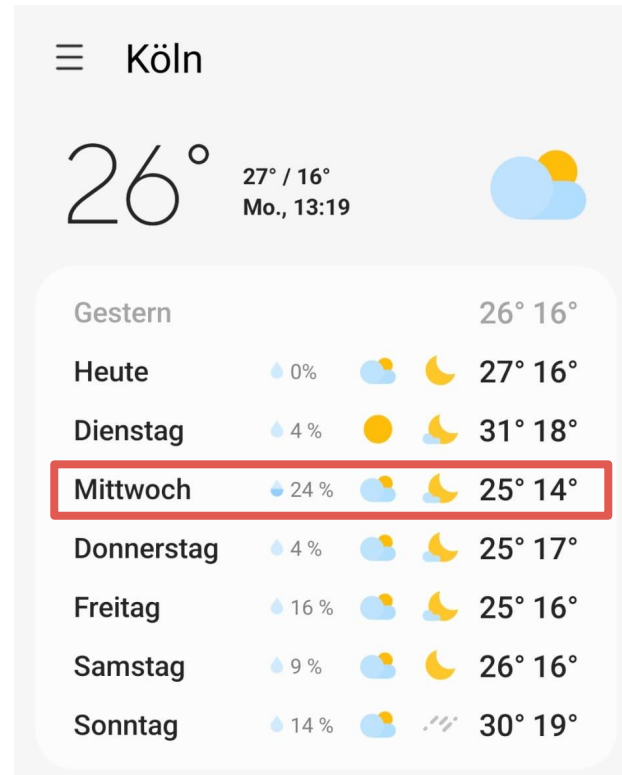 Köln
26°
27° / 16°
Mo., 13:19
Gestern 26° 16°
Heute 0% 27° 16°
Dienstag 4 % 31° 18°
Mittwoch 24 % 25° 14°
Donnerstag 4 % 25° 17°
Freitag 16 % 25° 16°
Samstag 9 % 26° 16°
Sonntag 14 % 30° 19°